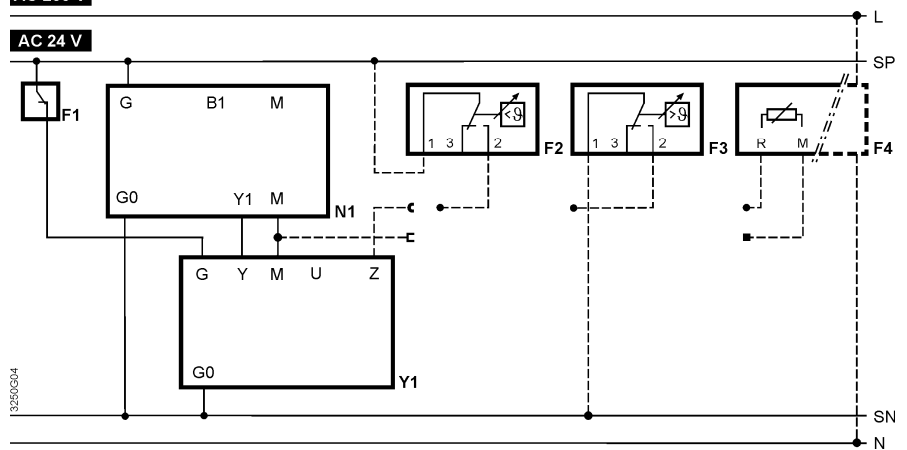 L
AC 24 V
SP
F1
G B1 M
<ϑ
>ϑ
1 3 2
F2
1 3 2
F3
R M
F4
G0 Y1 M
N1
G Y M U Z
G0
Y1
3250G04
SN
N